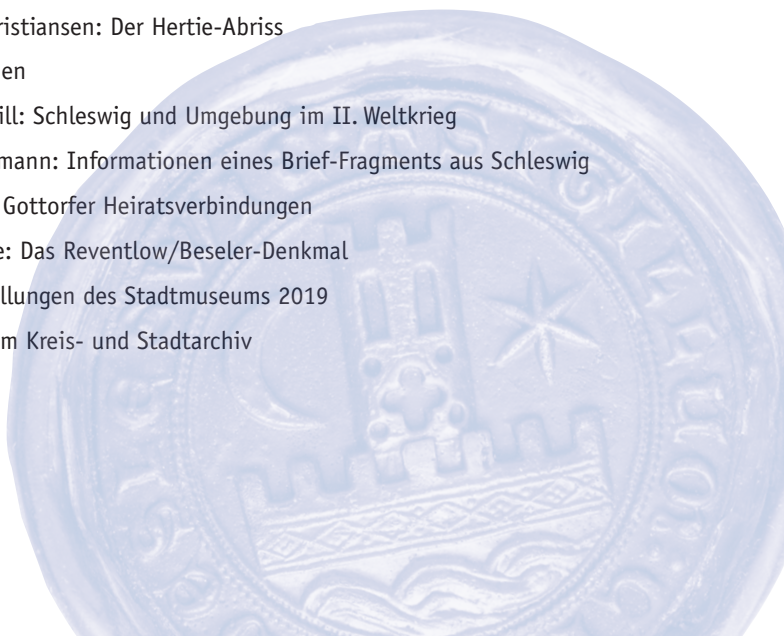 ristiansen: Der Hertie-Abriss
en
ill: Schleswig und Umgebung im II. Weltkrieg
mann: Informationen eines Brief-Fragments aus Schleswig
Gottorfer Heiratsverbindungen
e: Das Reventlow/Beseler-Denkmal
llungen des Stadtmuseums 2019
m Kreis- und Stadtarchiv